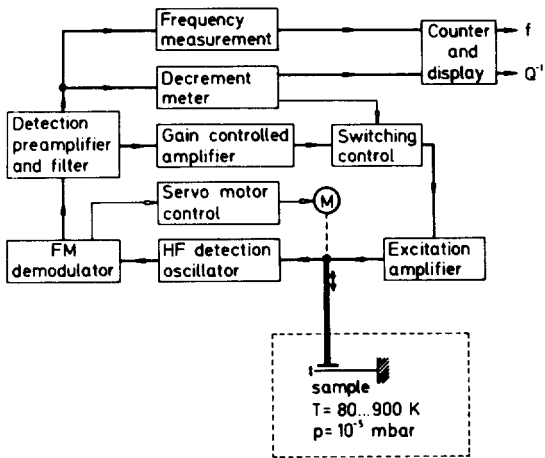 Frequency
measurement
Counter
and
display
f
Q⁻¹
Decrement
meter
Detection
preamplifier
and filter
Gain controlled
amplifier
Switching
control
Servo motor
control
M
FM
demodulator
HF detection
oscillator
Excitation
amplifier
t
sample
T= 80...900 K
p= 10⁻⁵ mbar